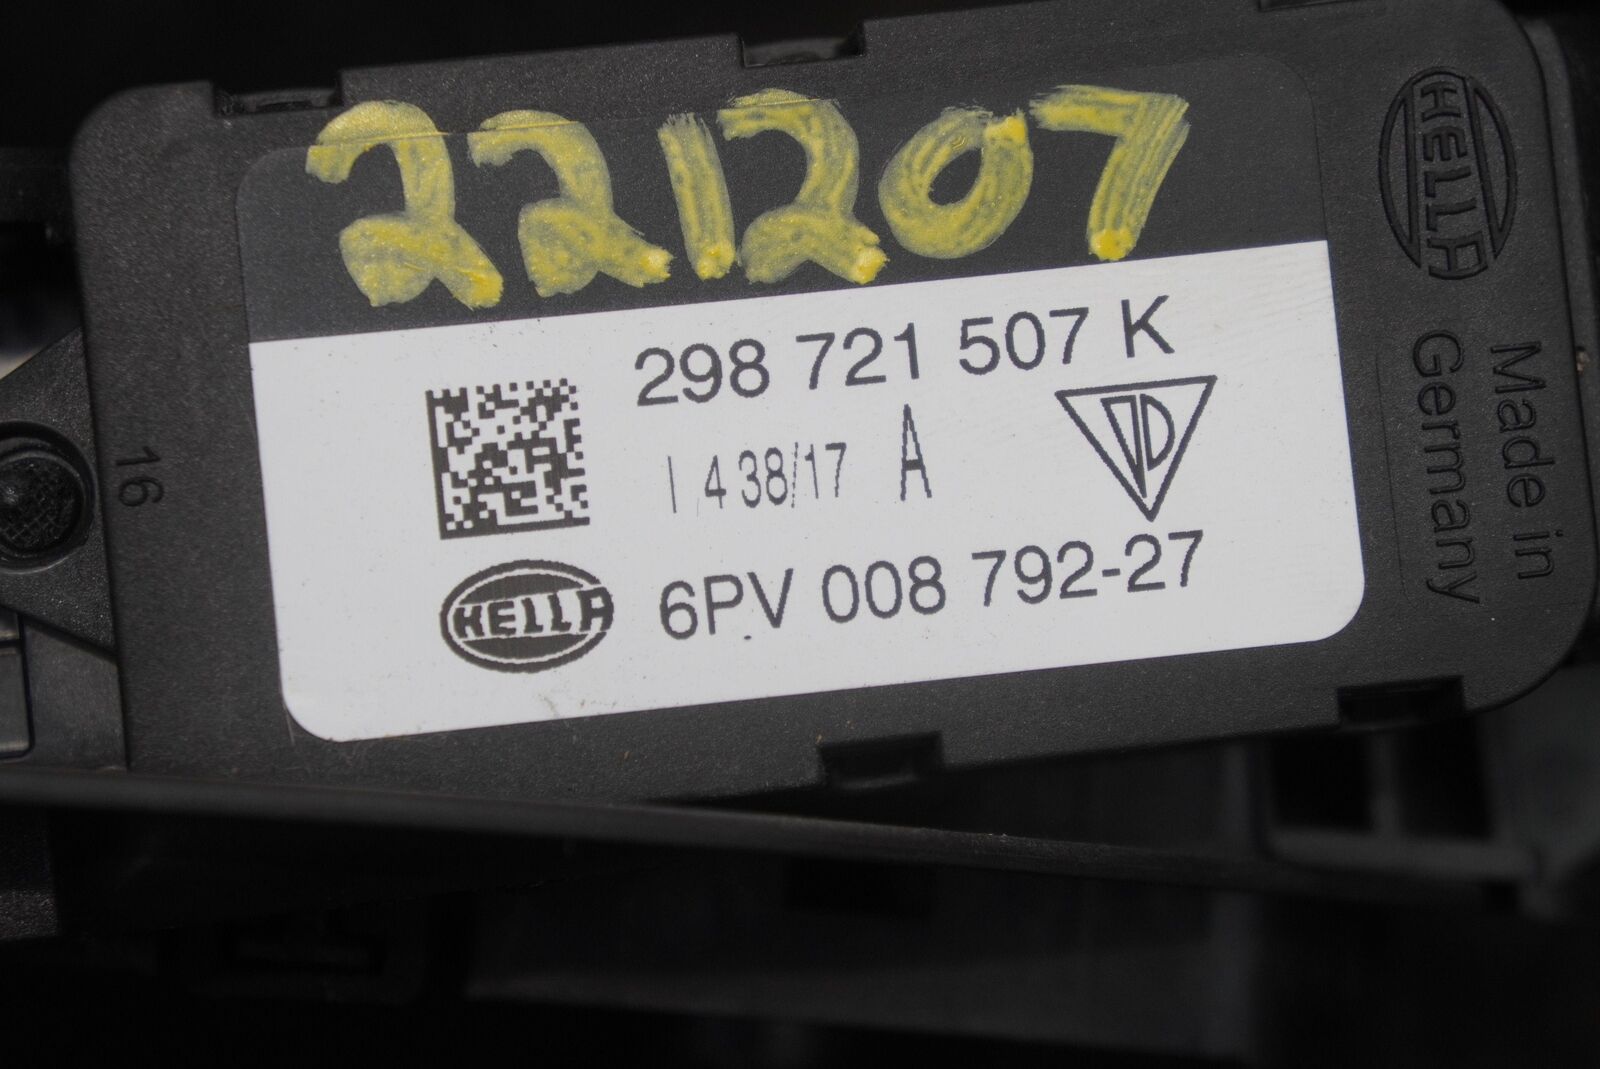 221207
298 721 507 K
I 4 38/17 A
HELLA
6PV 008 792-27
HELLA
Made in
Germany
16